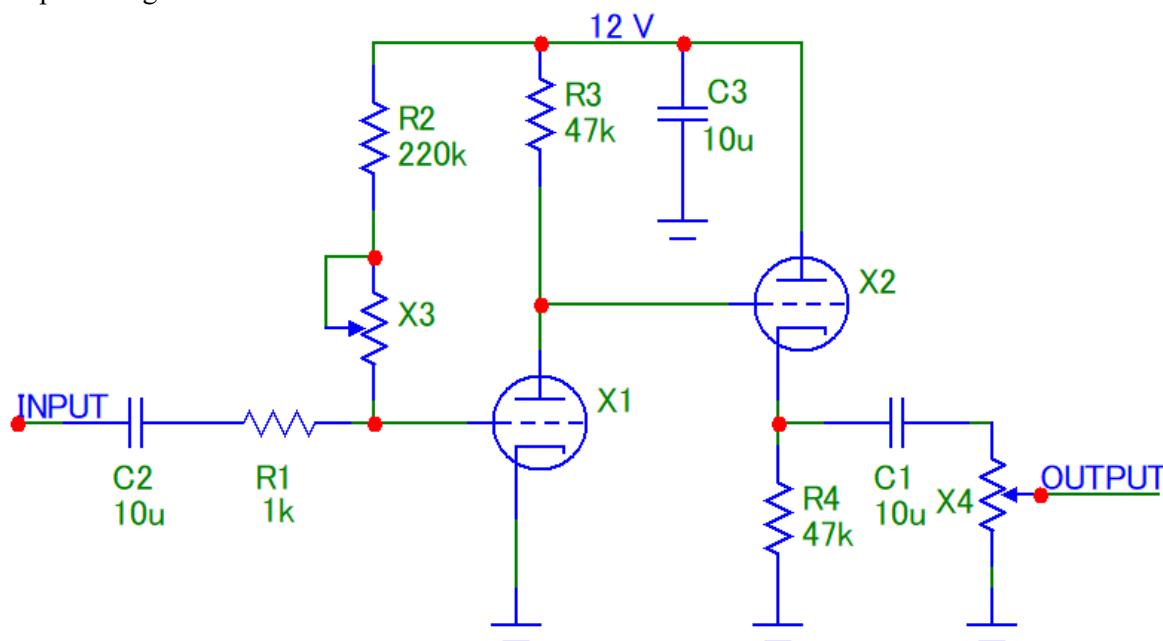 12 V
R2
220k
R3
47k
C3
10u
X3
X2
X1
INPUT
C2
10u
R1
1k
R4
47k
C1
10u
X4
OUTPUT